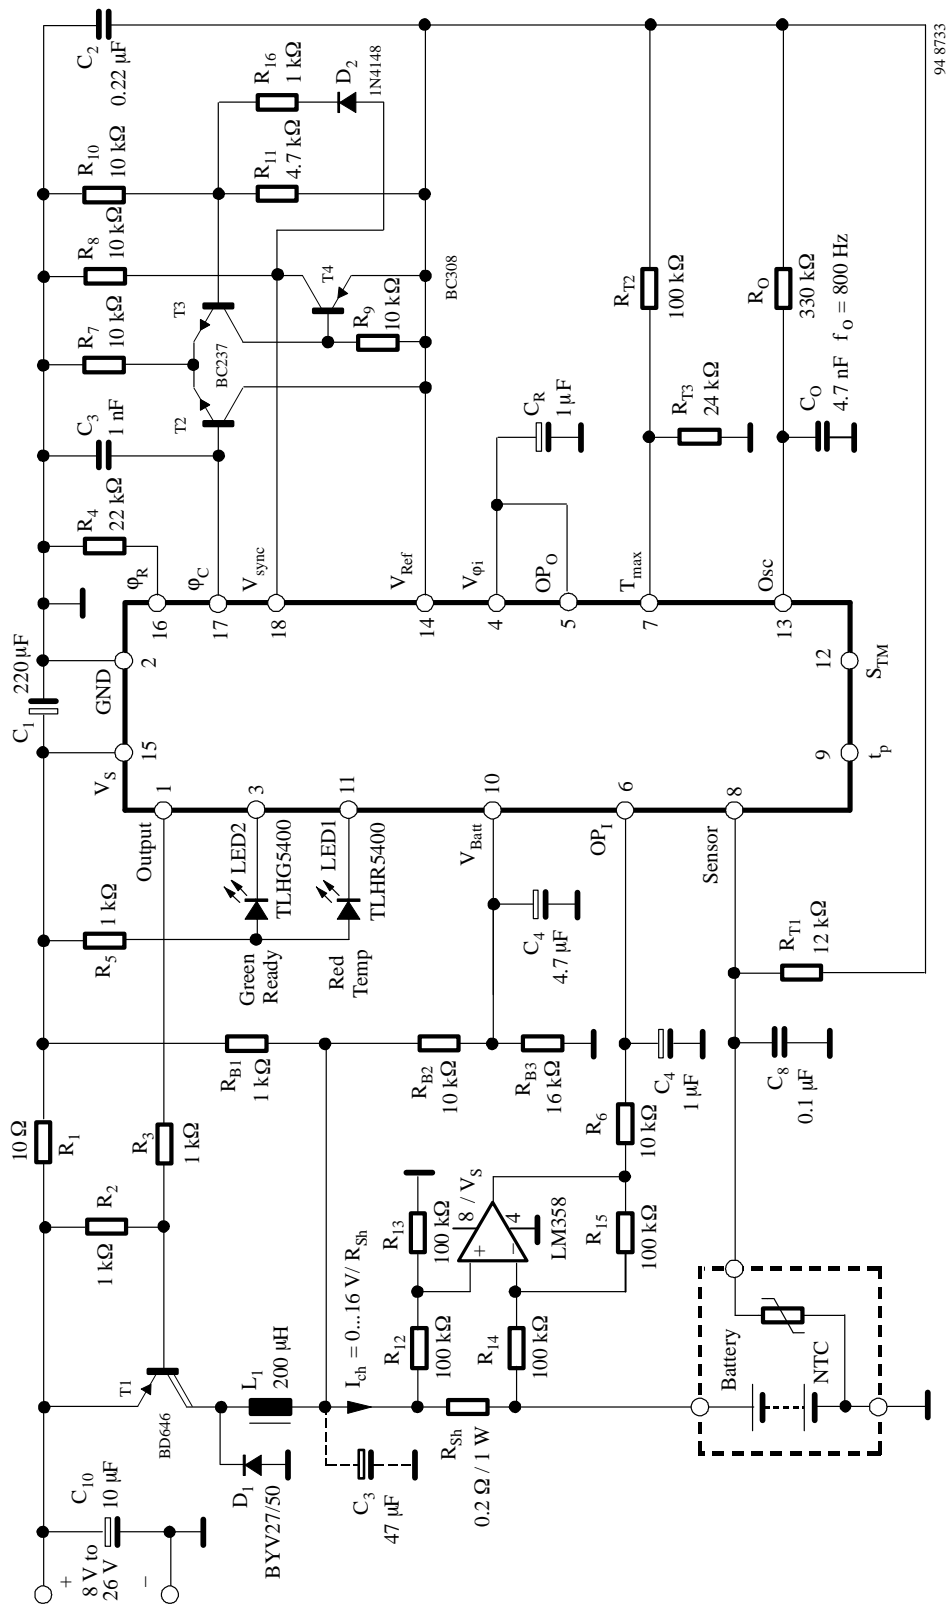 8 V to
26 V
+
−
C10
10 µF
T1
BD646
R2
1 kΩ
10 Ω
R1
R3
1 kΩ
D1
BYV27/50
L1
200 µH
RB1
1 kΩ
R5
1 kΩ
Green
Ready
LED2
TLHG5400
Red
Temp
LED1
TLHR5400
C1
220 µF
VS
15
GND
2
Output
1
3
11
C3
47 µF
Ich = 0...16 V/ RSh
RSh
0.2 Ω / 1 W
R12
100 kΩ
R13
100 kΩ
R14
100 kΩ
8 / VS
+
−
4
LM358
R15
100 kΩ
R6
10 kΩ
RB2
10 kΩ
RB3
16 kΩ
C4
4.7 µF
VBatt
10
C4
1 µF
OPI
6
Sensor
8
C8
0.1 µF
RT1
12 kΩ
Battery
NTC
9
tp
12
STM
φR
16
φC
17
Vsync
18
VRef
14
Vφi
4
OPO
5
Tmax
7
Osc
13
R4
22 kΩ
C3
1 nF
R7
10 kΩ
R8
10 kΩ
R10
10 kΩ
C2
0.22 µF
T2
T3
BC237
T4
R9
10 kΩ
BC308
R11
4.7 kΩ
R16
1 kΩ
D2
1N4148
CR
1 µF
RT2
100 kΩ
RT3
24 kΩ
RO
330 kΩ
CO
4.7 nF fO = 800 Hz
94 8733